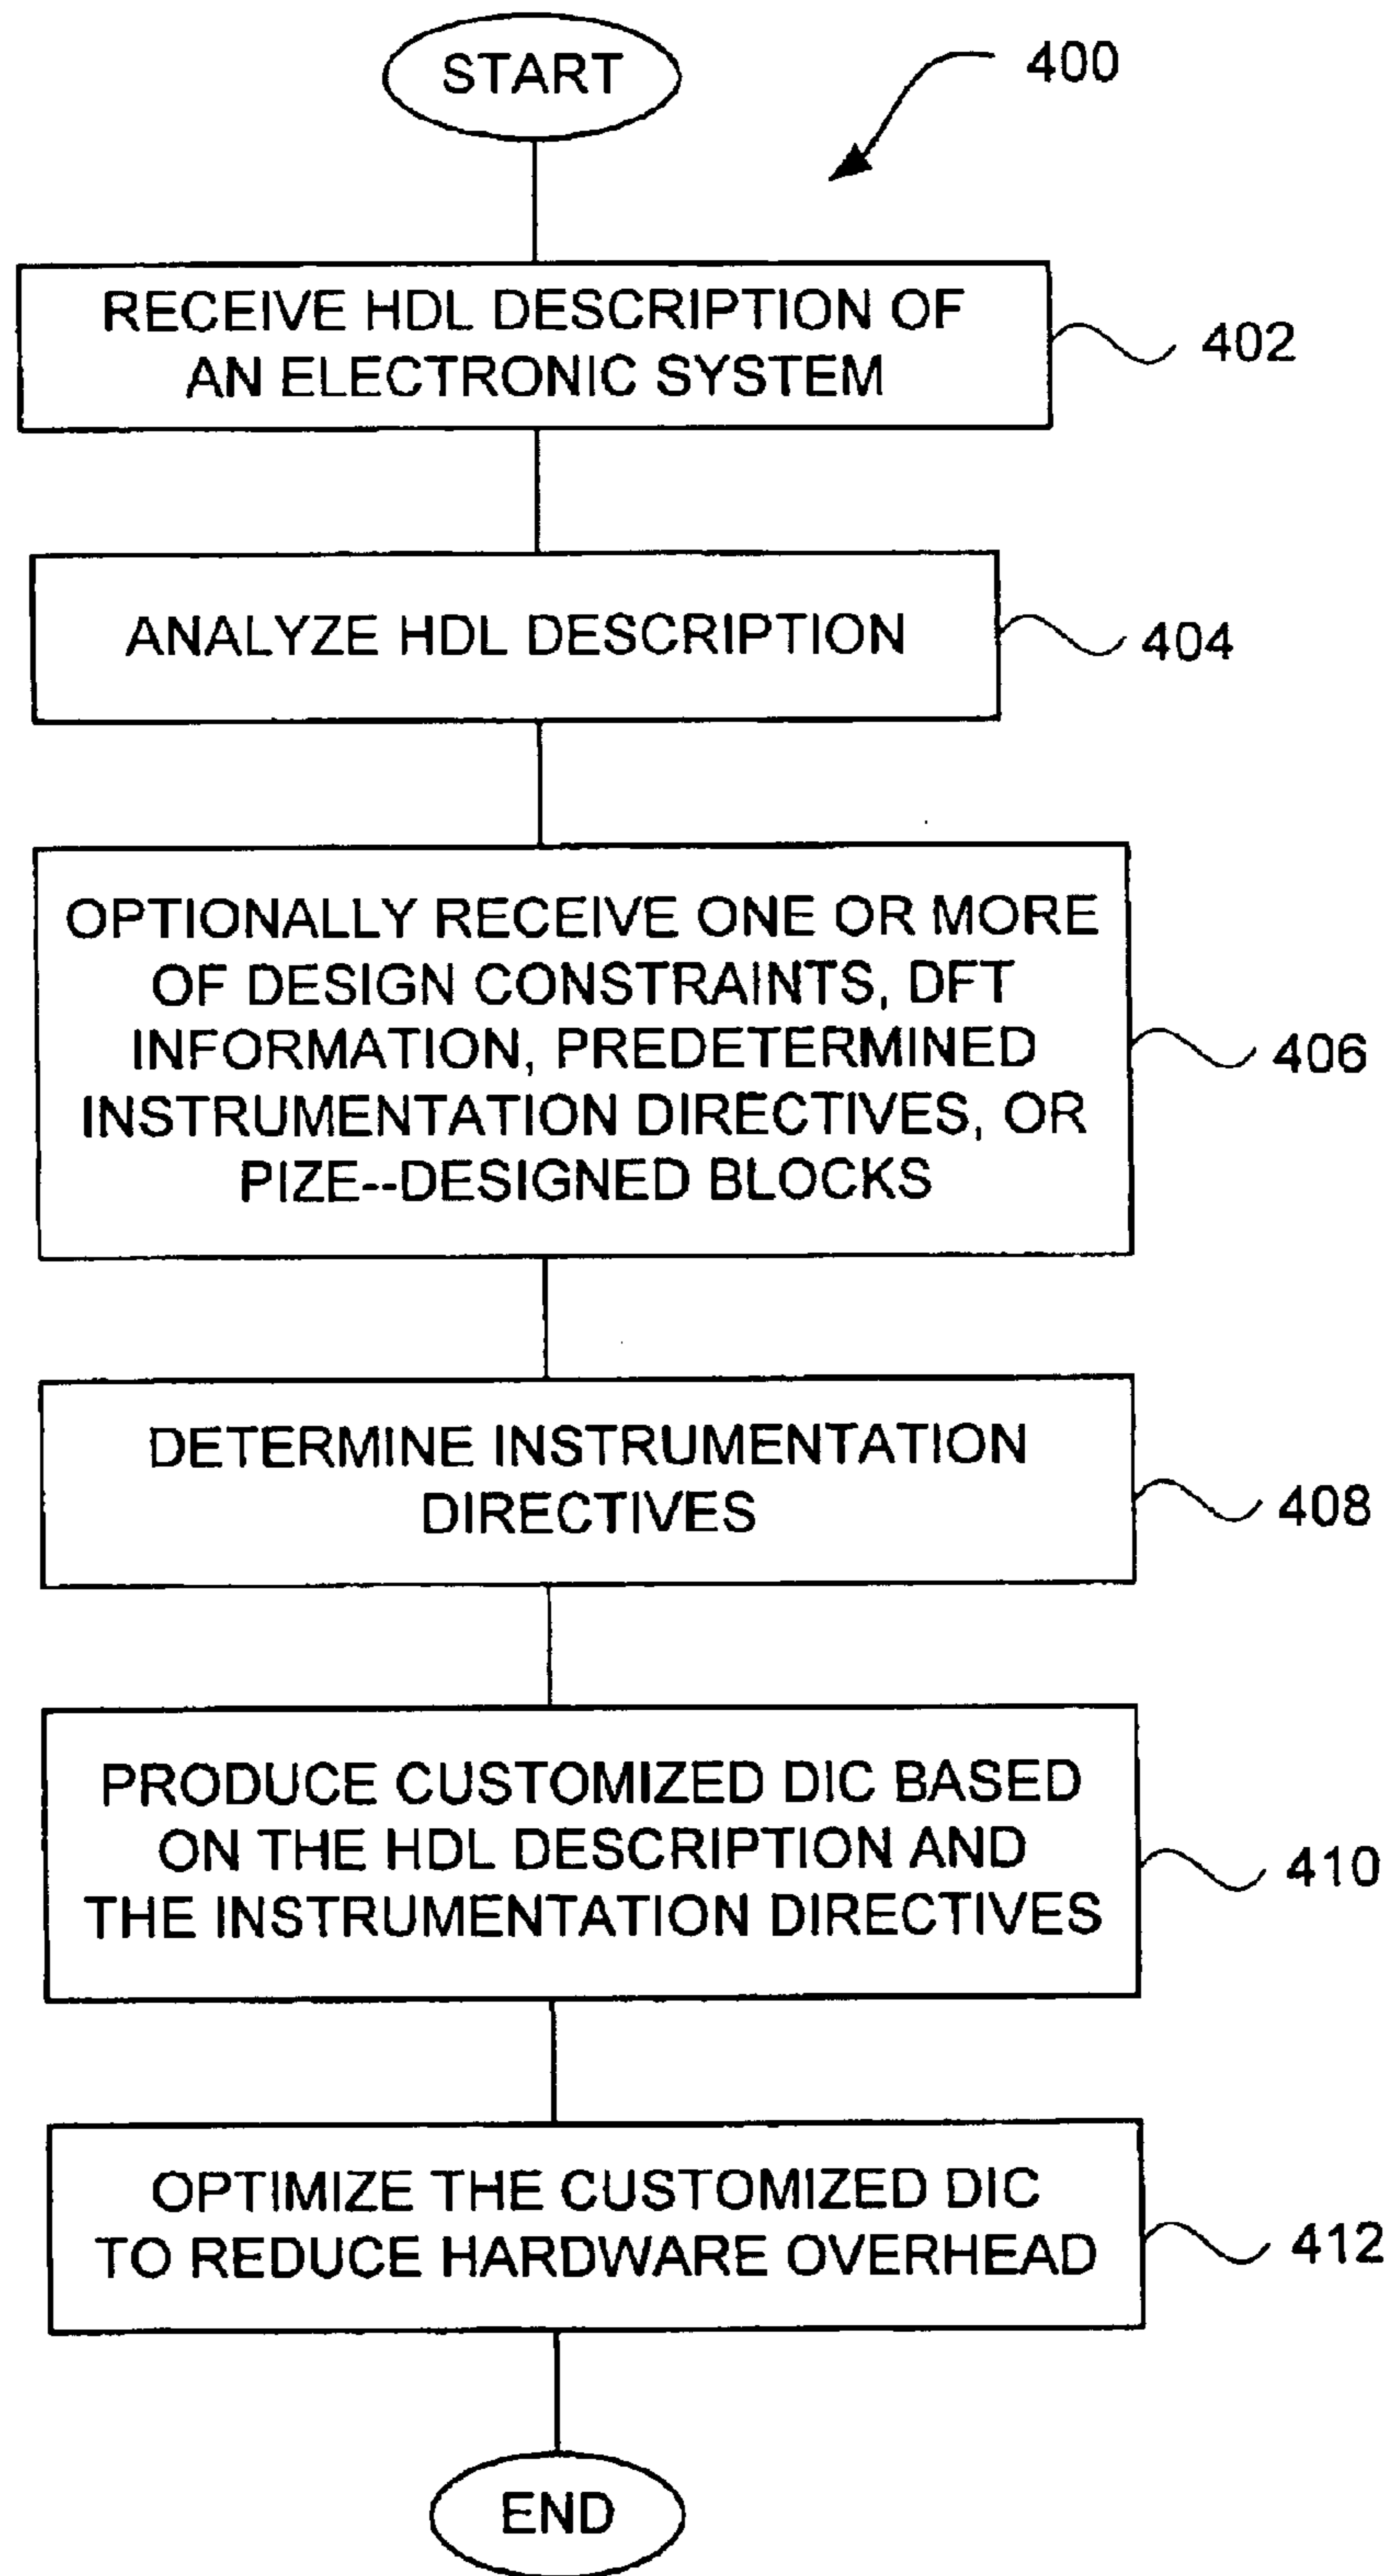 START
400
RECEIVE HDL DESCRIPTION OF
AN ELECTRONIC SYSTEM
402
ANALYZE HDL DESCRIPTION
404
OPTIONALLY RECEIVE ONE OR MORE
OF DESIGN CONSTRAINTS, DFT
INFORMATION, PREDETERMINED
INSTRUMENTATION DIRECTIVES, OR
PIZE--DESIGNED BLOCKS
406
DETERMINE INSTRUMENTATION
DIRECTIVES
408
PRODUCE CUSTOMIZED DIC BASED
ON THE HDL DESCRIPTION AND
THE INSTRUMENTATION DIRECTIVES
410
OPTIMIZE THE CUSTOMIZED DIC
TO REDUCE HARDWARE OVERHEAD
412
END